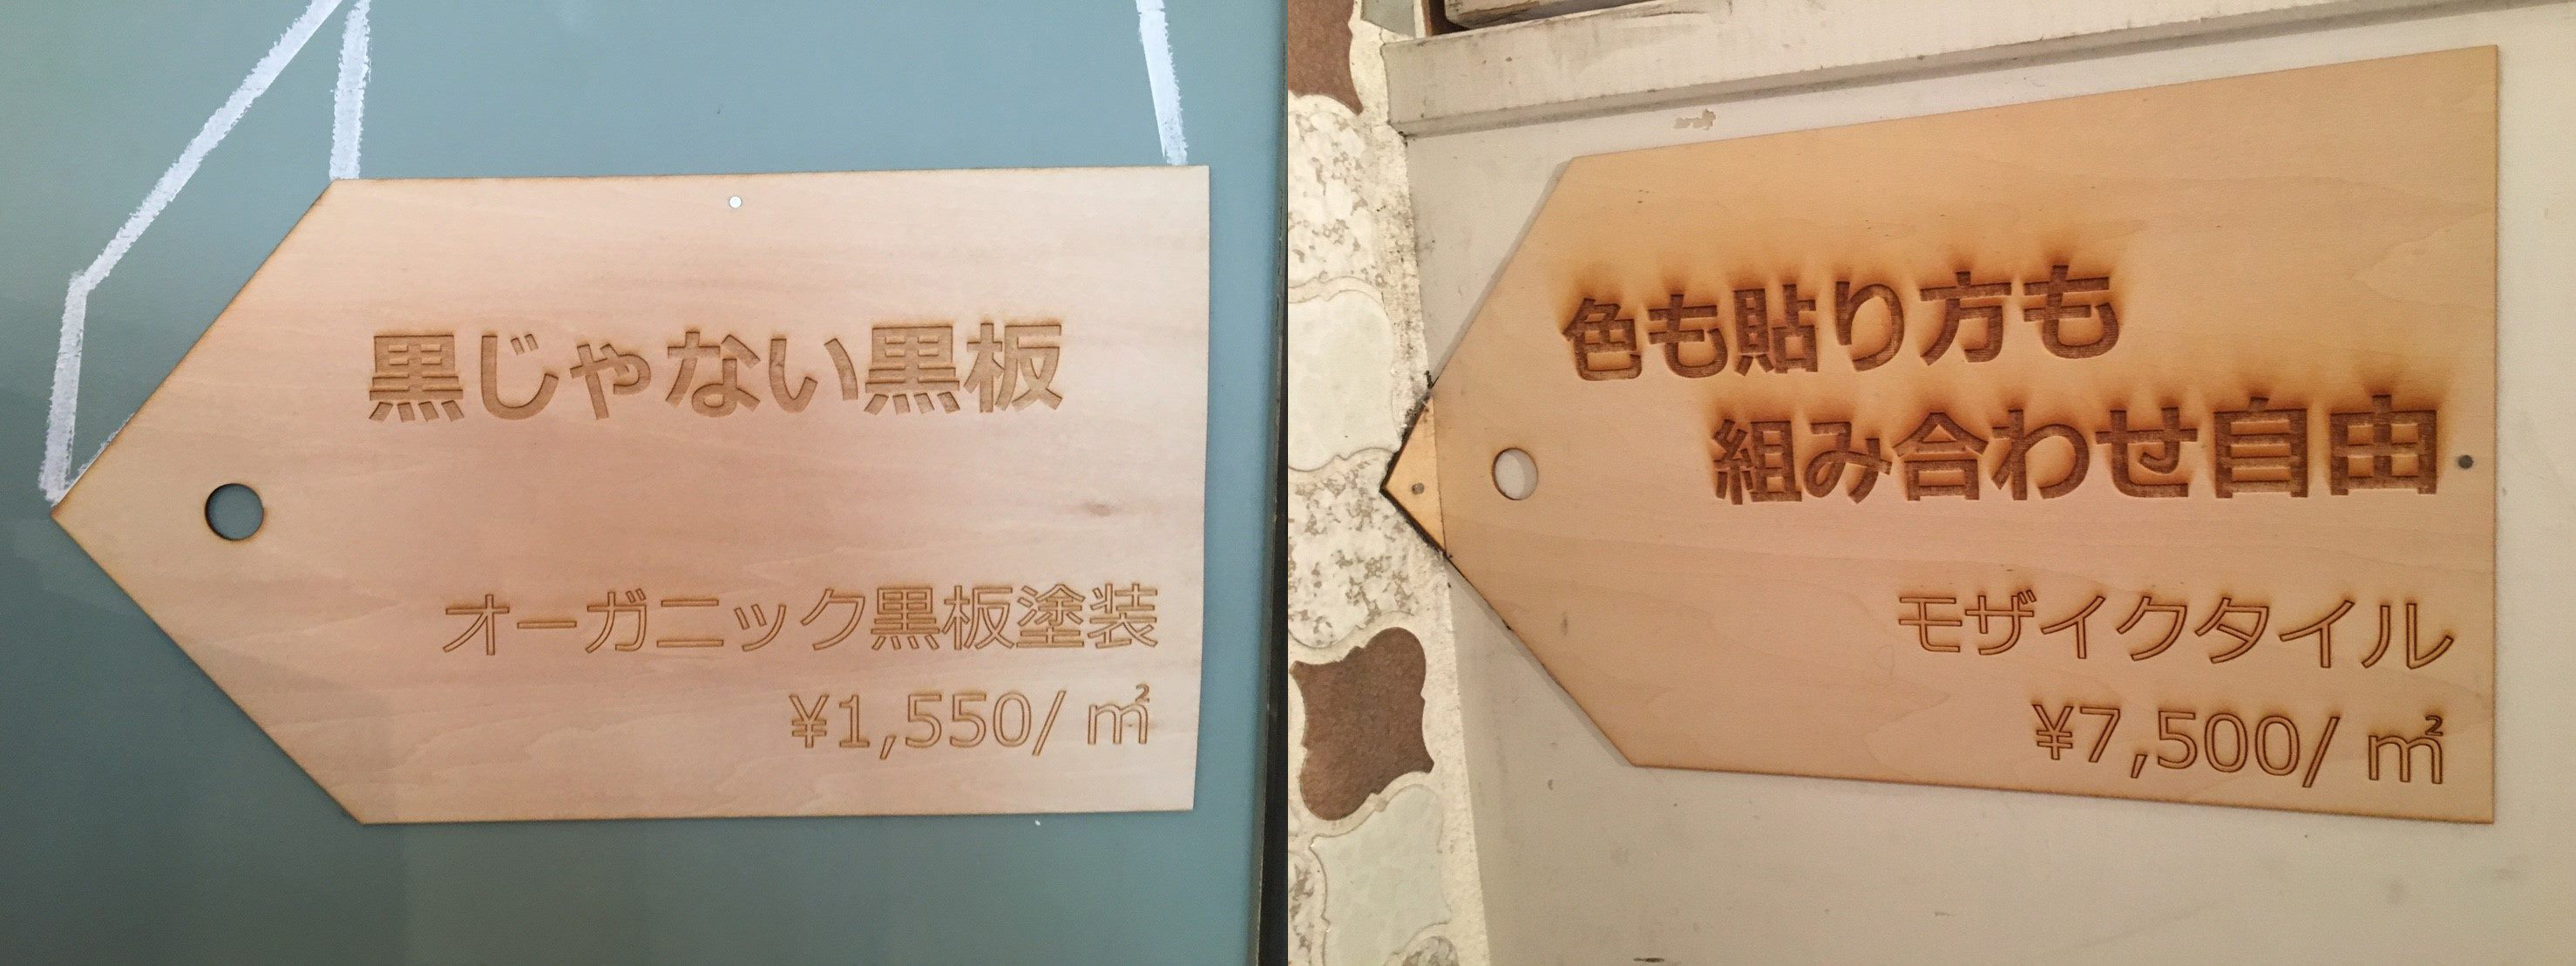 黒じゃない黒板
オーガニック黒板塗装
¥1,550/㎡
色も貼り方も
組み合わせ自由
モザイクタイル
¥7,500/㎡